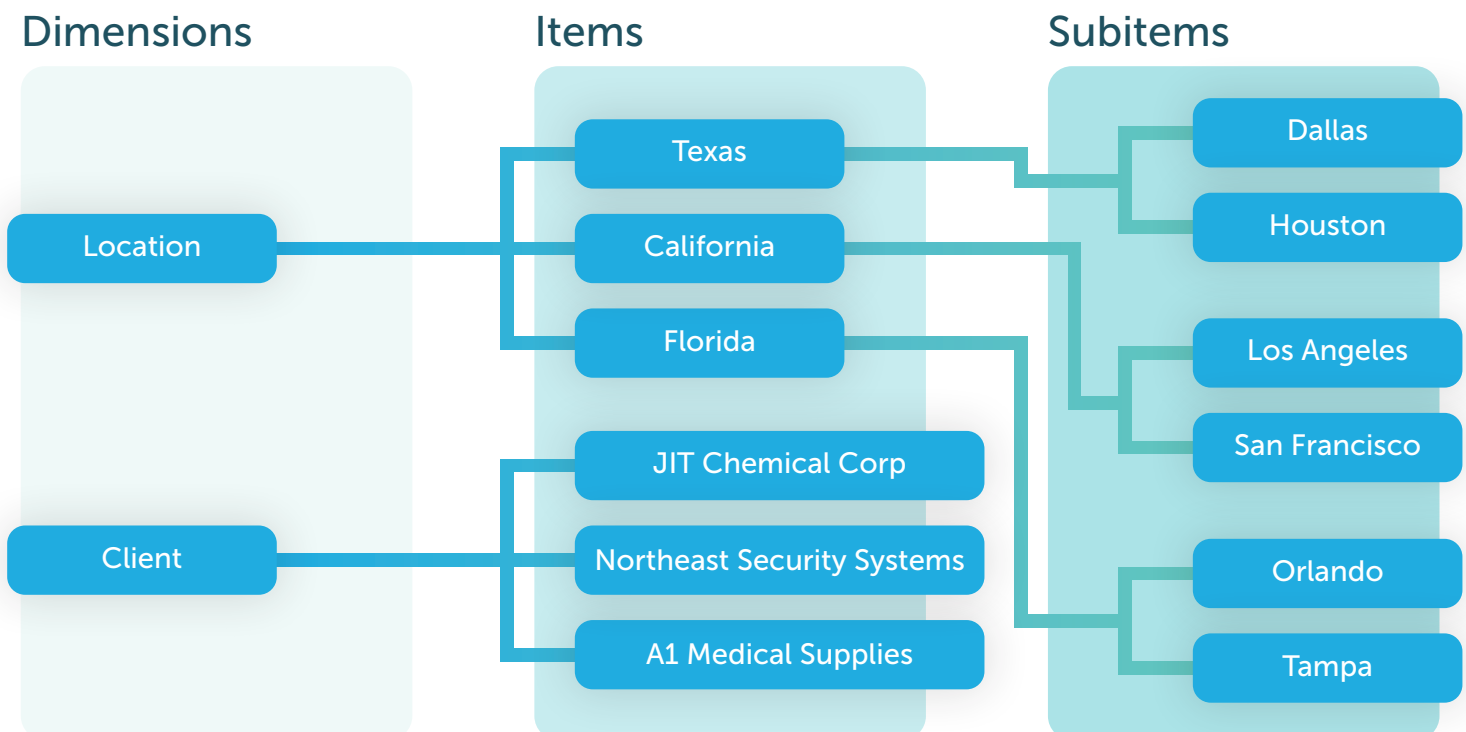 Dimensions
Items
Subitems
Location
Texas
California
Florida
Dallas
Houston
Los Angeles
San Francisco
Orlando
Tampa
Client
JIT Chemical Corp
Northeast Security Systems
A1 Medical Supplies